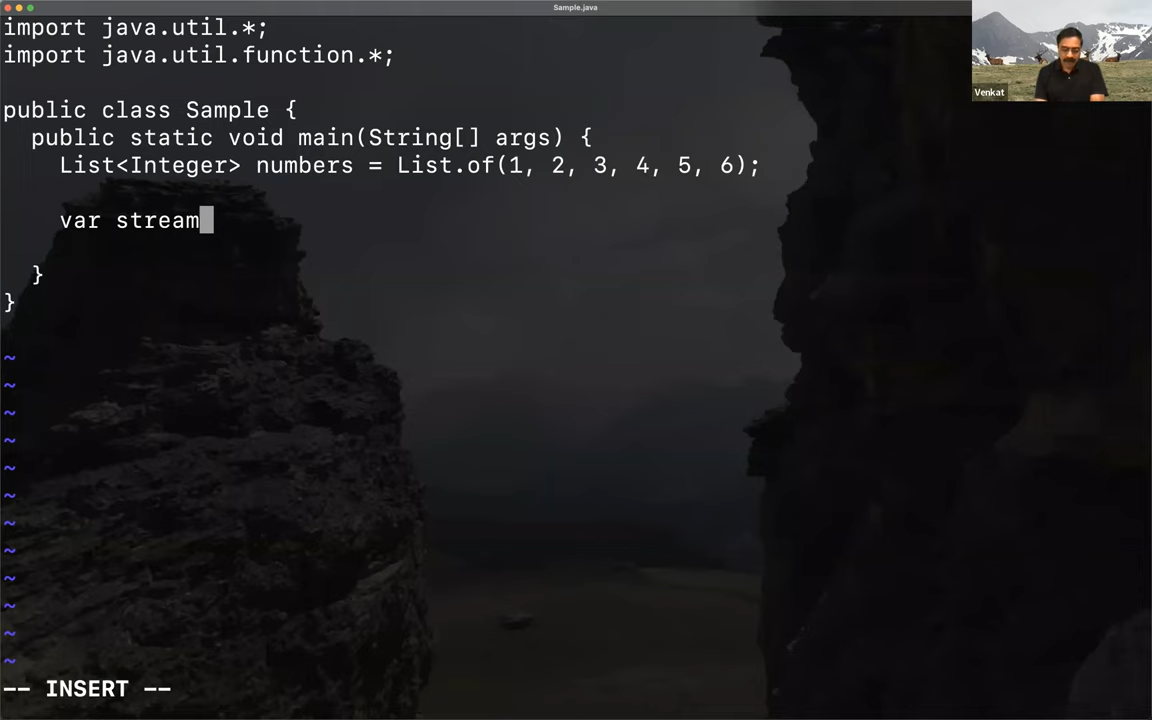 Sample.java
import java.util.*;
import java.util.function.*;
public class Sample {
public static void main(String[] args) {
List<Integer> numbers = List.of(1, 2, 3, 4, 5, 6);
var stream
}
}
~
~
~
~
~
~
~
~
~
~
~
~
-- INSERT --
Venkat